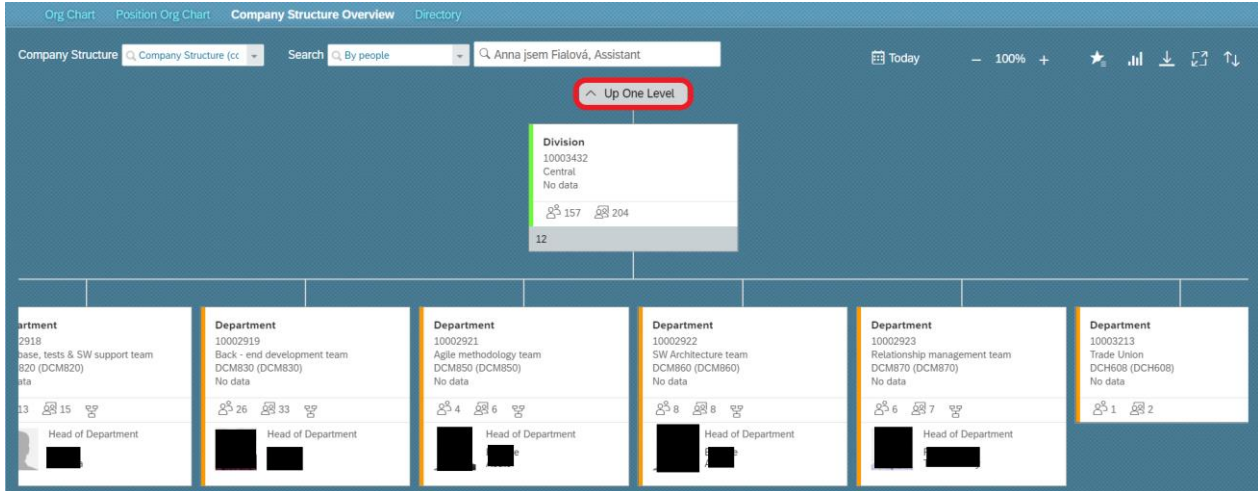 Org Chart Position Org Chart Company Structure Overview Directory
Company Structure Company Structure (cc Search By people Anna jsem Fialová, Assistant Today – 100% +
Up One Level
Division
10003432
Central
No data
157 204
12
artment
2918
base, tests & SW support team
820 (DCM820)
ata
13 15
Head of Department
Department
10002919
Back - end development team
DCM830 (DCM830)
No data
26 33
Head of Department
Department
10002921
Agile methodology team
DCM850 (DCM850)
No data
4 6
Head of Department
Department
10002922
SW Architecture team
DCM860 (DCM860)
No data
8 8
Head of Department
Department
10002923
Relationship management team
DCM870 (DCM870)
No data
6 7
Head of Department
Department
10003213
Trade Union
DCH608 (DCH608)
No data
1 2